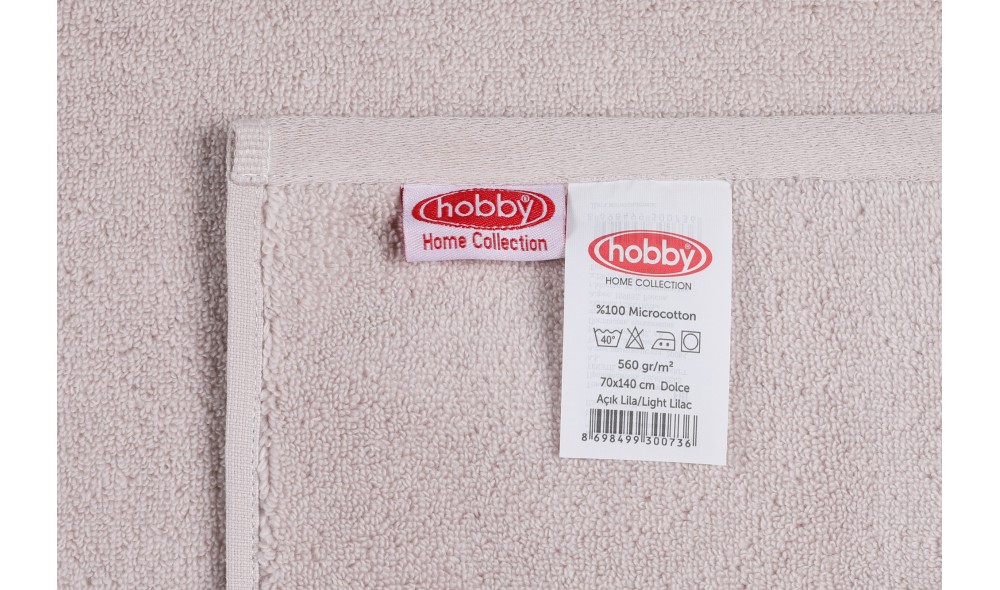 hobby®
Home Collection
hobby®
HOME COLLECTION
%100 Microcotton
40°
560 gr/m²
70x140 cm Dolce
Açık Lila/Light Lilac
8 698499 300736